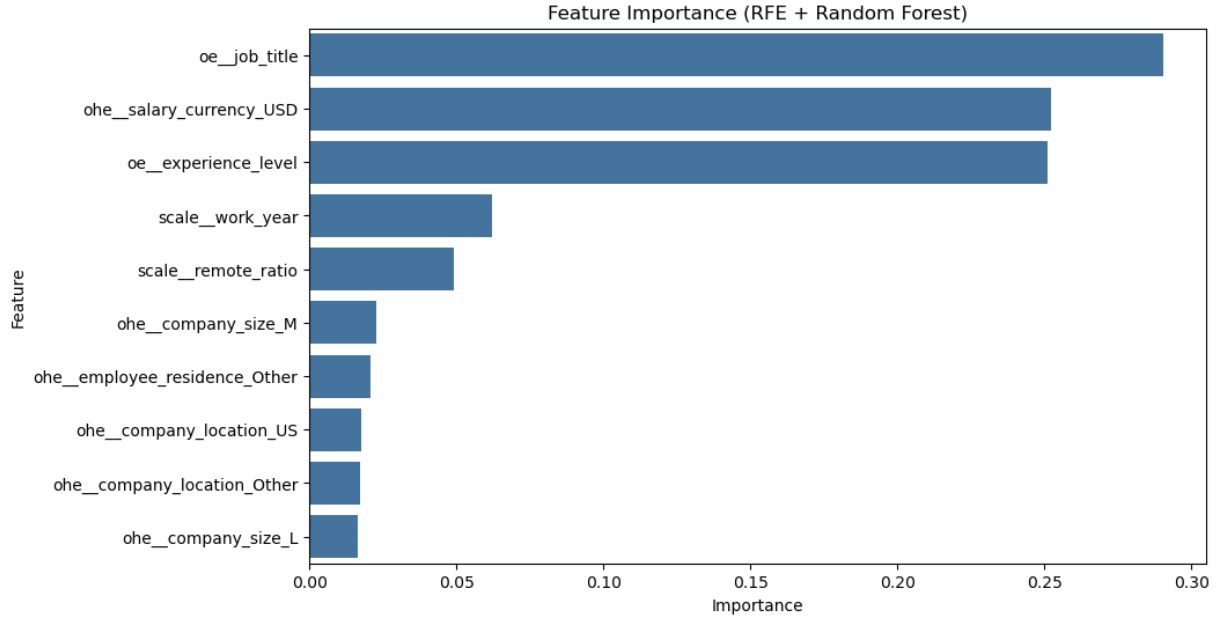 Feature Importance (RFE + Random Forest)
oe__job_title
ohe__salary_currency_USD
oe__experience_level
scale__work_year
scale__remote_ratio
ohe__company_size_M
ohe__employee_residence_Other
ohe__company_location_US
ohe__company_location_Other
ohe__company_size_L
Feature
0.00 0.05 0.10 0.15 0.20 0.25 0.30
Importance